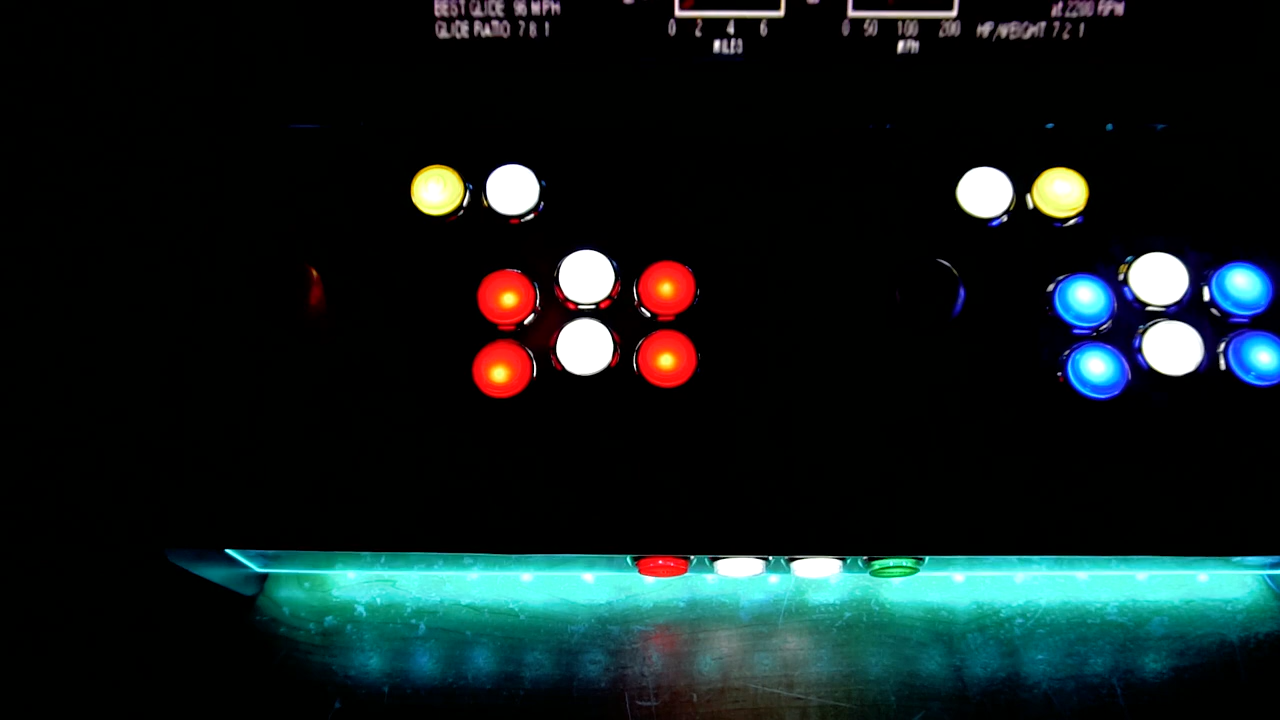 BEST GLIDE 96 MPH
GLIDE RATIO 7 8 1
0 2 4 6
MILES
0 50 100 200
MPH
at 2200 RPM
HP/WEIGHT 7 2 1